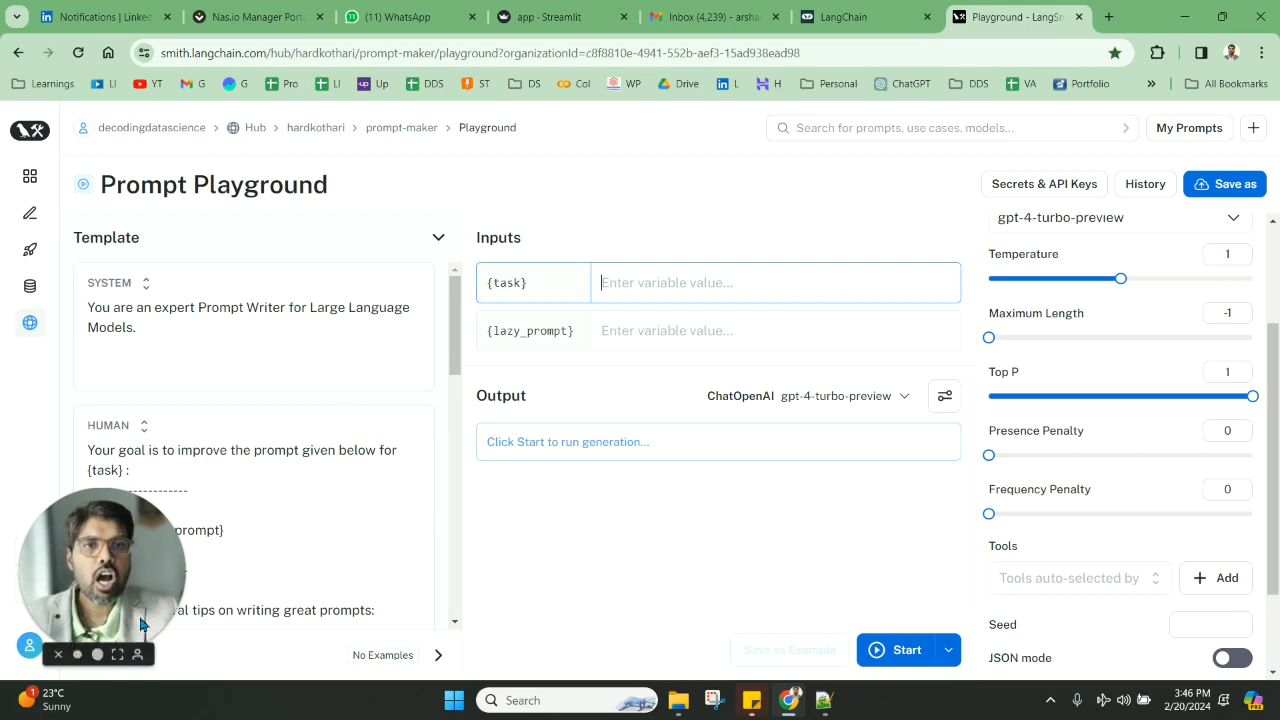 Notifications | Linked
Nas.io Manager Port
(11) WhatsApp
app · Streamlit
Inbox (4,239) - arsha
LangChain
Playground - LangS
smith.langchain.com/hub/hardkothari/prompt-maker/playground?organizationId=c8f8810e-4941-552b-aef3-15ad938ead98
Learnings
LI
YT
G
G
Pro
LI
Up
DDS
ST
DS
Col
WP
Drive
L
H
Personal
ChatGPT
DDS
VA
Portfolio
All Bookmarks
decodingdatascience > Hub > hardkothari > prompt-maker > Playground
Search for prompts, use cases, models...
My Prompts
Prompt Playground
Secrets & API Keys
History
Save as
Template
SYSTEM
You are an expert Prompt Writer for Large Language
Models.
HUMAN
Your goal is to improve the prompt given below for
{task} :
prompt}
al tips on writing great prompts:
No Examples
Inputs
{task}
Enter variable value...
{lazy_prompt}
Enter variable value...
Output
ChatOpenAI gpt-4-turbo-preview
Click Start to run generation...
Save as Example
Start
gpt-4-turbo-preview
Temperature
1
Maximum Length
-1
Top P
1
Presence Penalty
0
Frequency Penalty
0
Tools
Tools auto-selected by
Add
Seed
JSON mode
1
23°C
Sunny
Search
3:46 PM
2/20/2024